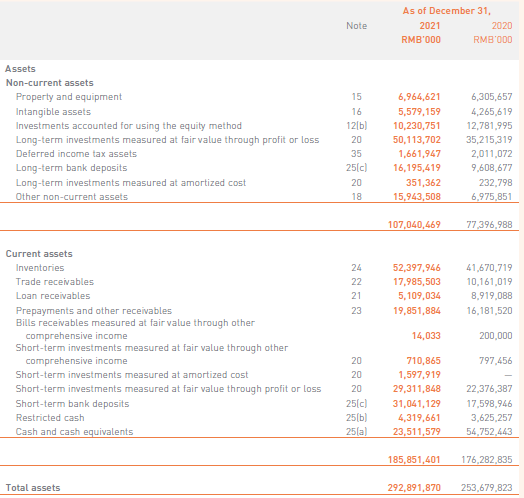 As of December 31,
Note 2021 2020
RMB'000 RMB'000
Assets
Non-current assets
Property and equipment 15 6,964,621 6,305,657
Intangible assets 16 5,579,159 4,265,619
Investments accounted for using the equity method 12(b) 10,230,751 12,781,995
Long-term investments measured at fair value through profit or loss 20 50,113,702 35,215,319
Deferred income tax assets 35 1,661,947 2,011,072
Long-term bank deposits 25(c) 16,195,419 9,608,677
Long-term investments measured at amortized cost 20 351,362 232,798
Other non-current assets 18 15,943,508 6,975,851
107,040,469 77,396,988
Current assets
Inventories 24 52,397,946 41,670,719
Trade receivables 22 17,985,503 10,161,019
Loan receivables 21 5,109,034 8,919,088
Prepayments and other receivables 23 19,851,884 16,181,520
Bills receivables measured at fair value through other
comprehensive income 14,033 200,000
Short-term investments measured at fair value through other
comprehensive income 20 710,865 797,456
Short-term investments measured at amortized cost 20 1,597,919 —
Short-term investments measured at fair value through profit or loss 20 29,311,848 22,376,387
Short-term bank deposits 25(c) 31,041,129 17,598,946
Restricted cash 25(b) 4,319,661 3,625,257
Cash and cash equivalents 25(a) 23,511,579 54,752,443
185,851,401 176,282,835
Total assets 292,891,870 253,679,823